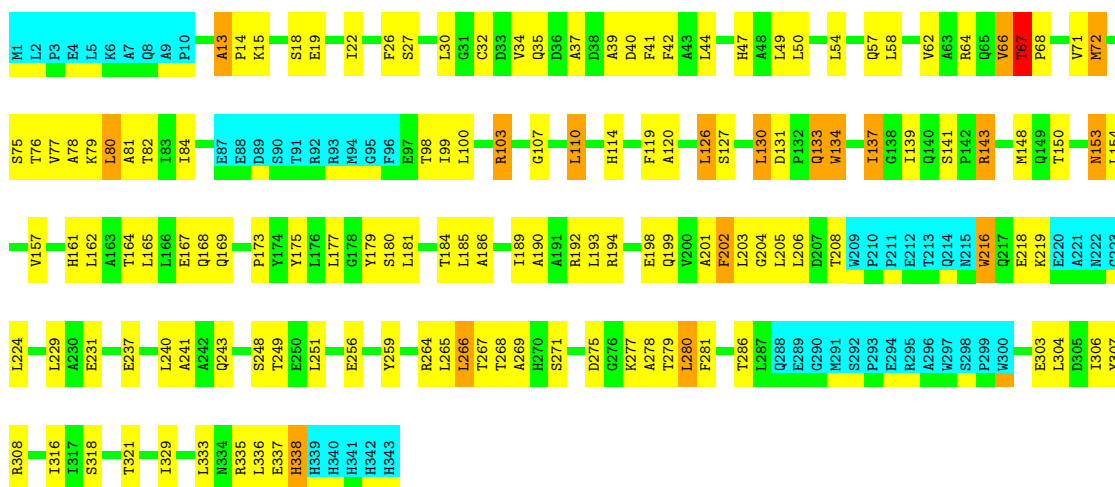 M1 L2 P3 E4 L5 K6 A7 Q8 A9 P10 A13 P14 K15 S18 E19 I22 F26 S27 L30 G31 C32 D33 V34 Q35 D36 A37 D38 A39 D40 F41 F42 A43 L44 H47 A48 L49 L50 L54 Q57 L58 V62 A63 R64 Q65 V66 T67 P68 V71 M72
S75 T76 V77 A78 K79 L80 A81 T82 I83 I84 E87 E88 D89 S90 T91 R92 R93 M94 G95 F96 E97 T98 I99 L100 R103 G107 L110 H114 F119 A120 L126 S127 L130 D131 P132 Q133 W134 I137 G138 I139 Q140 S141 P142 R143 M148 Q149 T150 N153 L154
V157 H161 L162 A163 T164 L165 L166 E167 Q168 Q169 P173 Y174 Y175 L176 L177 G178 Y179 S180 L181 T184 L185 A186 I189 A190 A191 R192 L193 R194 E198 Q199 V200 A201 F202 L203 G204 L205 L206 D207 T208 W209 P210 P211 E212 T213 Q214 N215 W216 Q217 E218 K219 E220 A221 N222 G223
L224 L229 A230 E231 E237 L240 A241 A242 Q243 S248 T249 E250 L251 E256 Y259 R264 L265 L266 T267 T268 A269 H270 S271 D275 G276 K277 A278 T279 L280 F281 T286 L287 Q288 E289 G290 M291 S292 P293 E294 R295 A296 W297 S298 P299 W300 E303 L304 D305 I306 Y307
R308 I316 I317 S318 T321 I329 L333 N334 R335 L336 E337 H338 H339 H340 H341 H342 H343